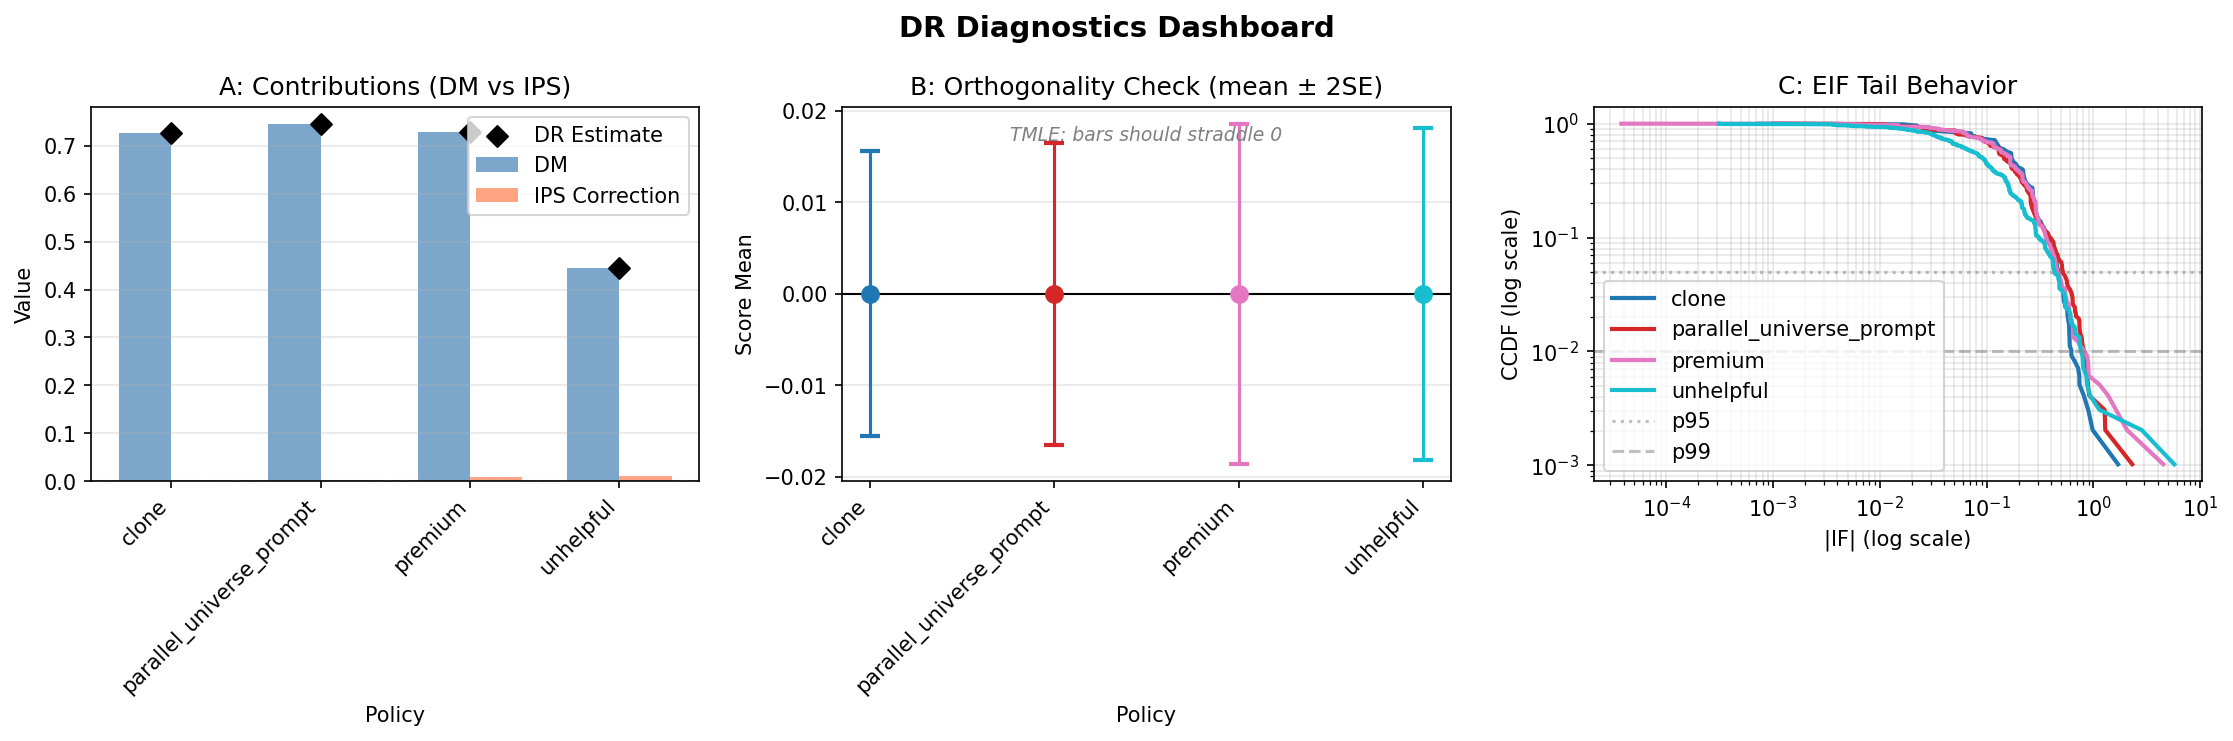 DR Diagnostics Dashboard
A: Contributions (DM vs IPS)
Value
0.7
0.6
0.5
0.4
0.3
0.2
0.1
0.0
DR Estimate
DM
IPS Correction
clone
parallel_universe_prompt
premium
unhelpful
Policy
B: Orthogonality Check (mean ± 2SE)
Score Mean
0.02
0.01
0.00
−0.01
−0.02
TMLE: bars should straddle 0
clone
parallel_universe_prompt
premium
unhelpful
Policy
C: EIF Tail Behavior
CCDF (log scale)
10⁰
10⁻¹
10⁻²
10⁻³
clone
parallel_universe_prompt
premium
unhelpful
p95
p99
10⁻⁴
10⁻³
10⁻²
10⁻¹
10⁰
10¹
|IF| (log scale)